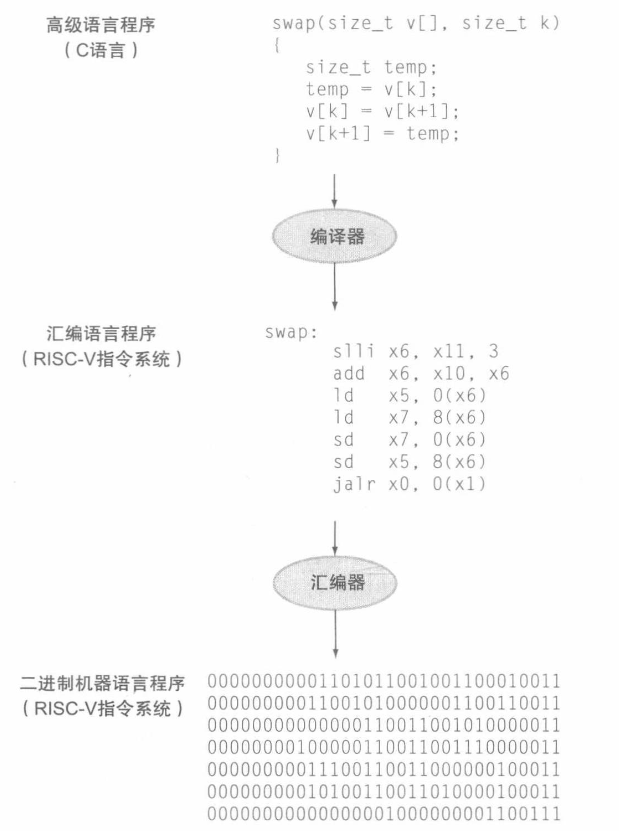 高级语言程序
（C语言）
swap(size_t v[], size_t k)
{
size_t temp;
temp = v[k];
v[k] = v[k+1];
v[k+1] = temp;
}
编译器
汇编语言程序
（RISC-V指令系统）
swap:
slli x6, x11, 3
add x6, x10, x6
ld x5, 0(x6)
ld x7, 8(x6)
sd x7, 0(x6)
sd x5, 8(x6)
jalr x0, 0(x1)
汇编器
二进制机器语言程序
（RISC-V指令系统）
00000000001101011001001100010011
00000000011001010000001100110011
00000000000000110011001010000011
00000000100000110011001110000011
00000000011100110011000000100011
00000000010100110011010000100011
00000000000000001000000001100111